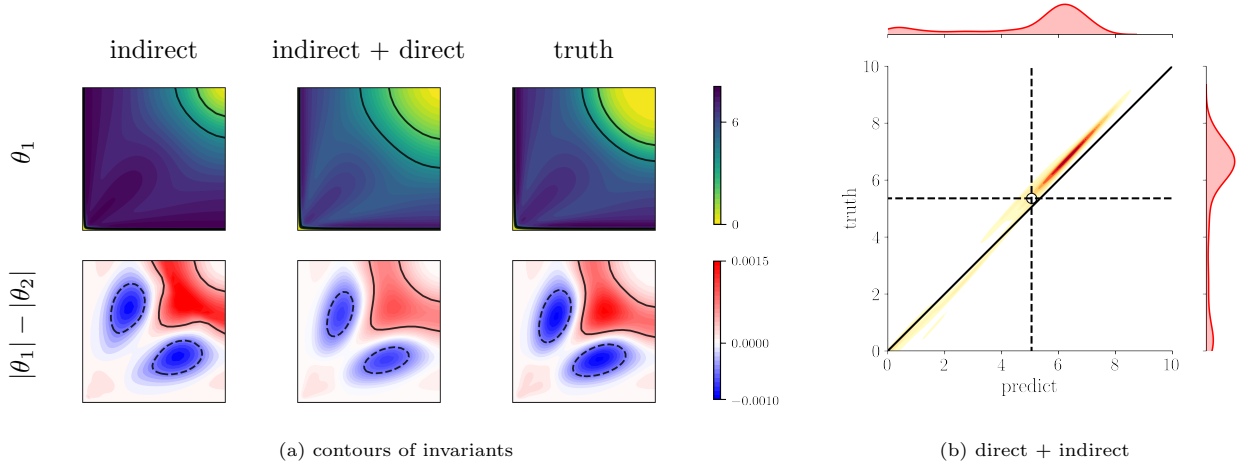 indirect
indirect + direct
truth
θ₁
6
0
|θ₁| − |θ₂|
0.0015
0.0000
−0.0010
(a) contours of invariants
10
8
6
4
2
0
truth
0 2 4 6 8 10
predict
(b) direct + indirect